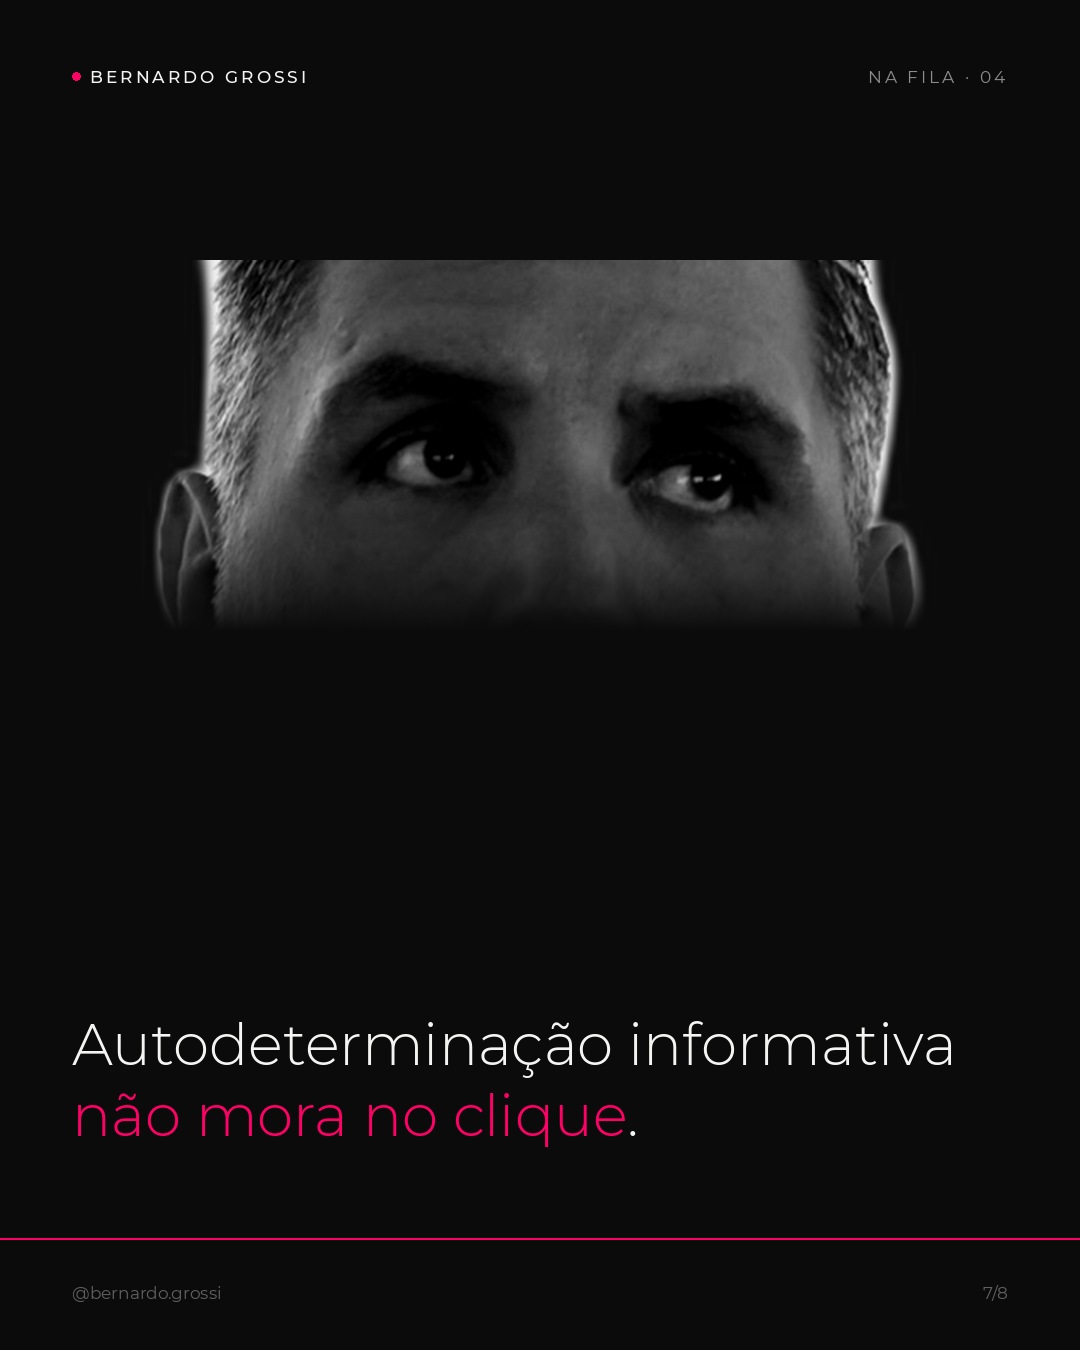 BERNARDO GROSSI
NA FILA · 04
Autodeterminação informativa
não mora no clique.
@bernardo.grossi
7/8